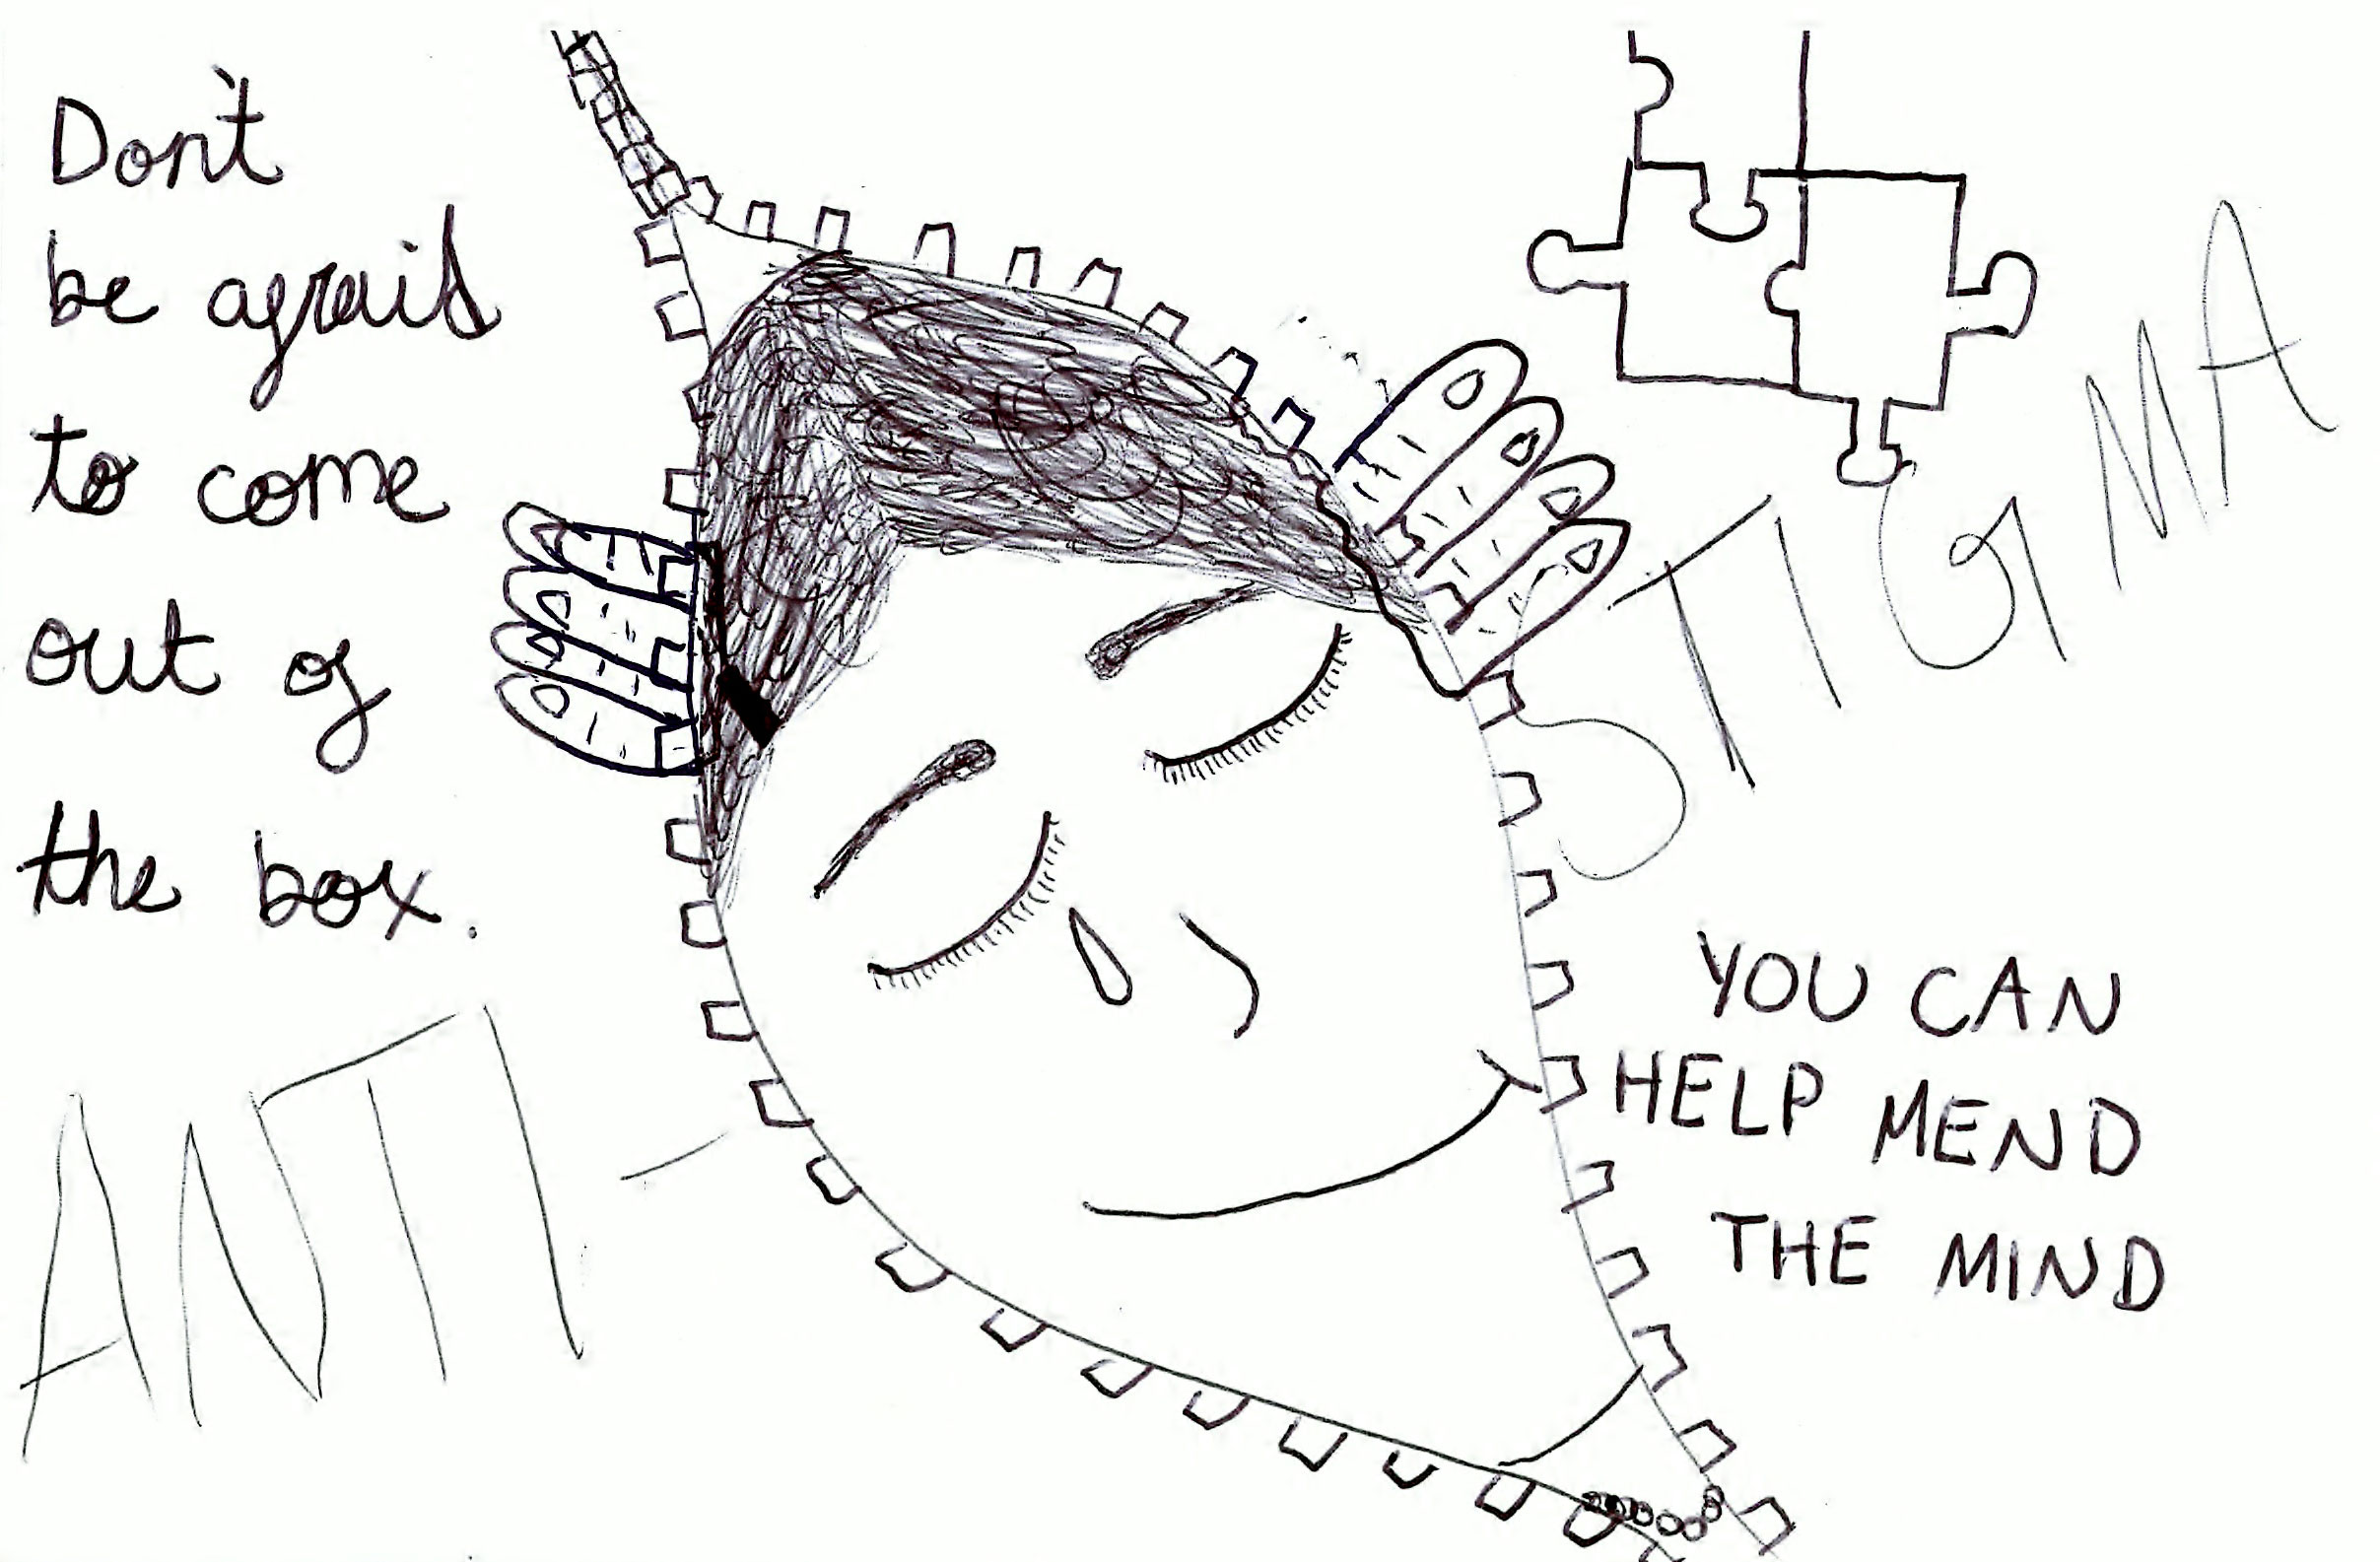 Don't
be afraid
to come
out of
the box.
ANTI-
STIGMA
YOU CAN
HELP MEND
THE MIND